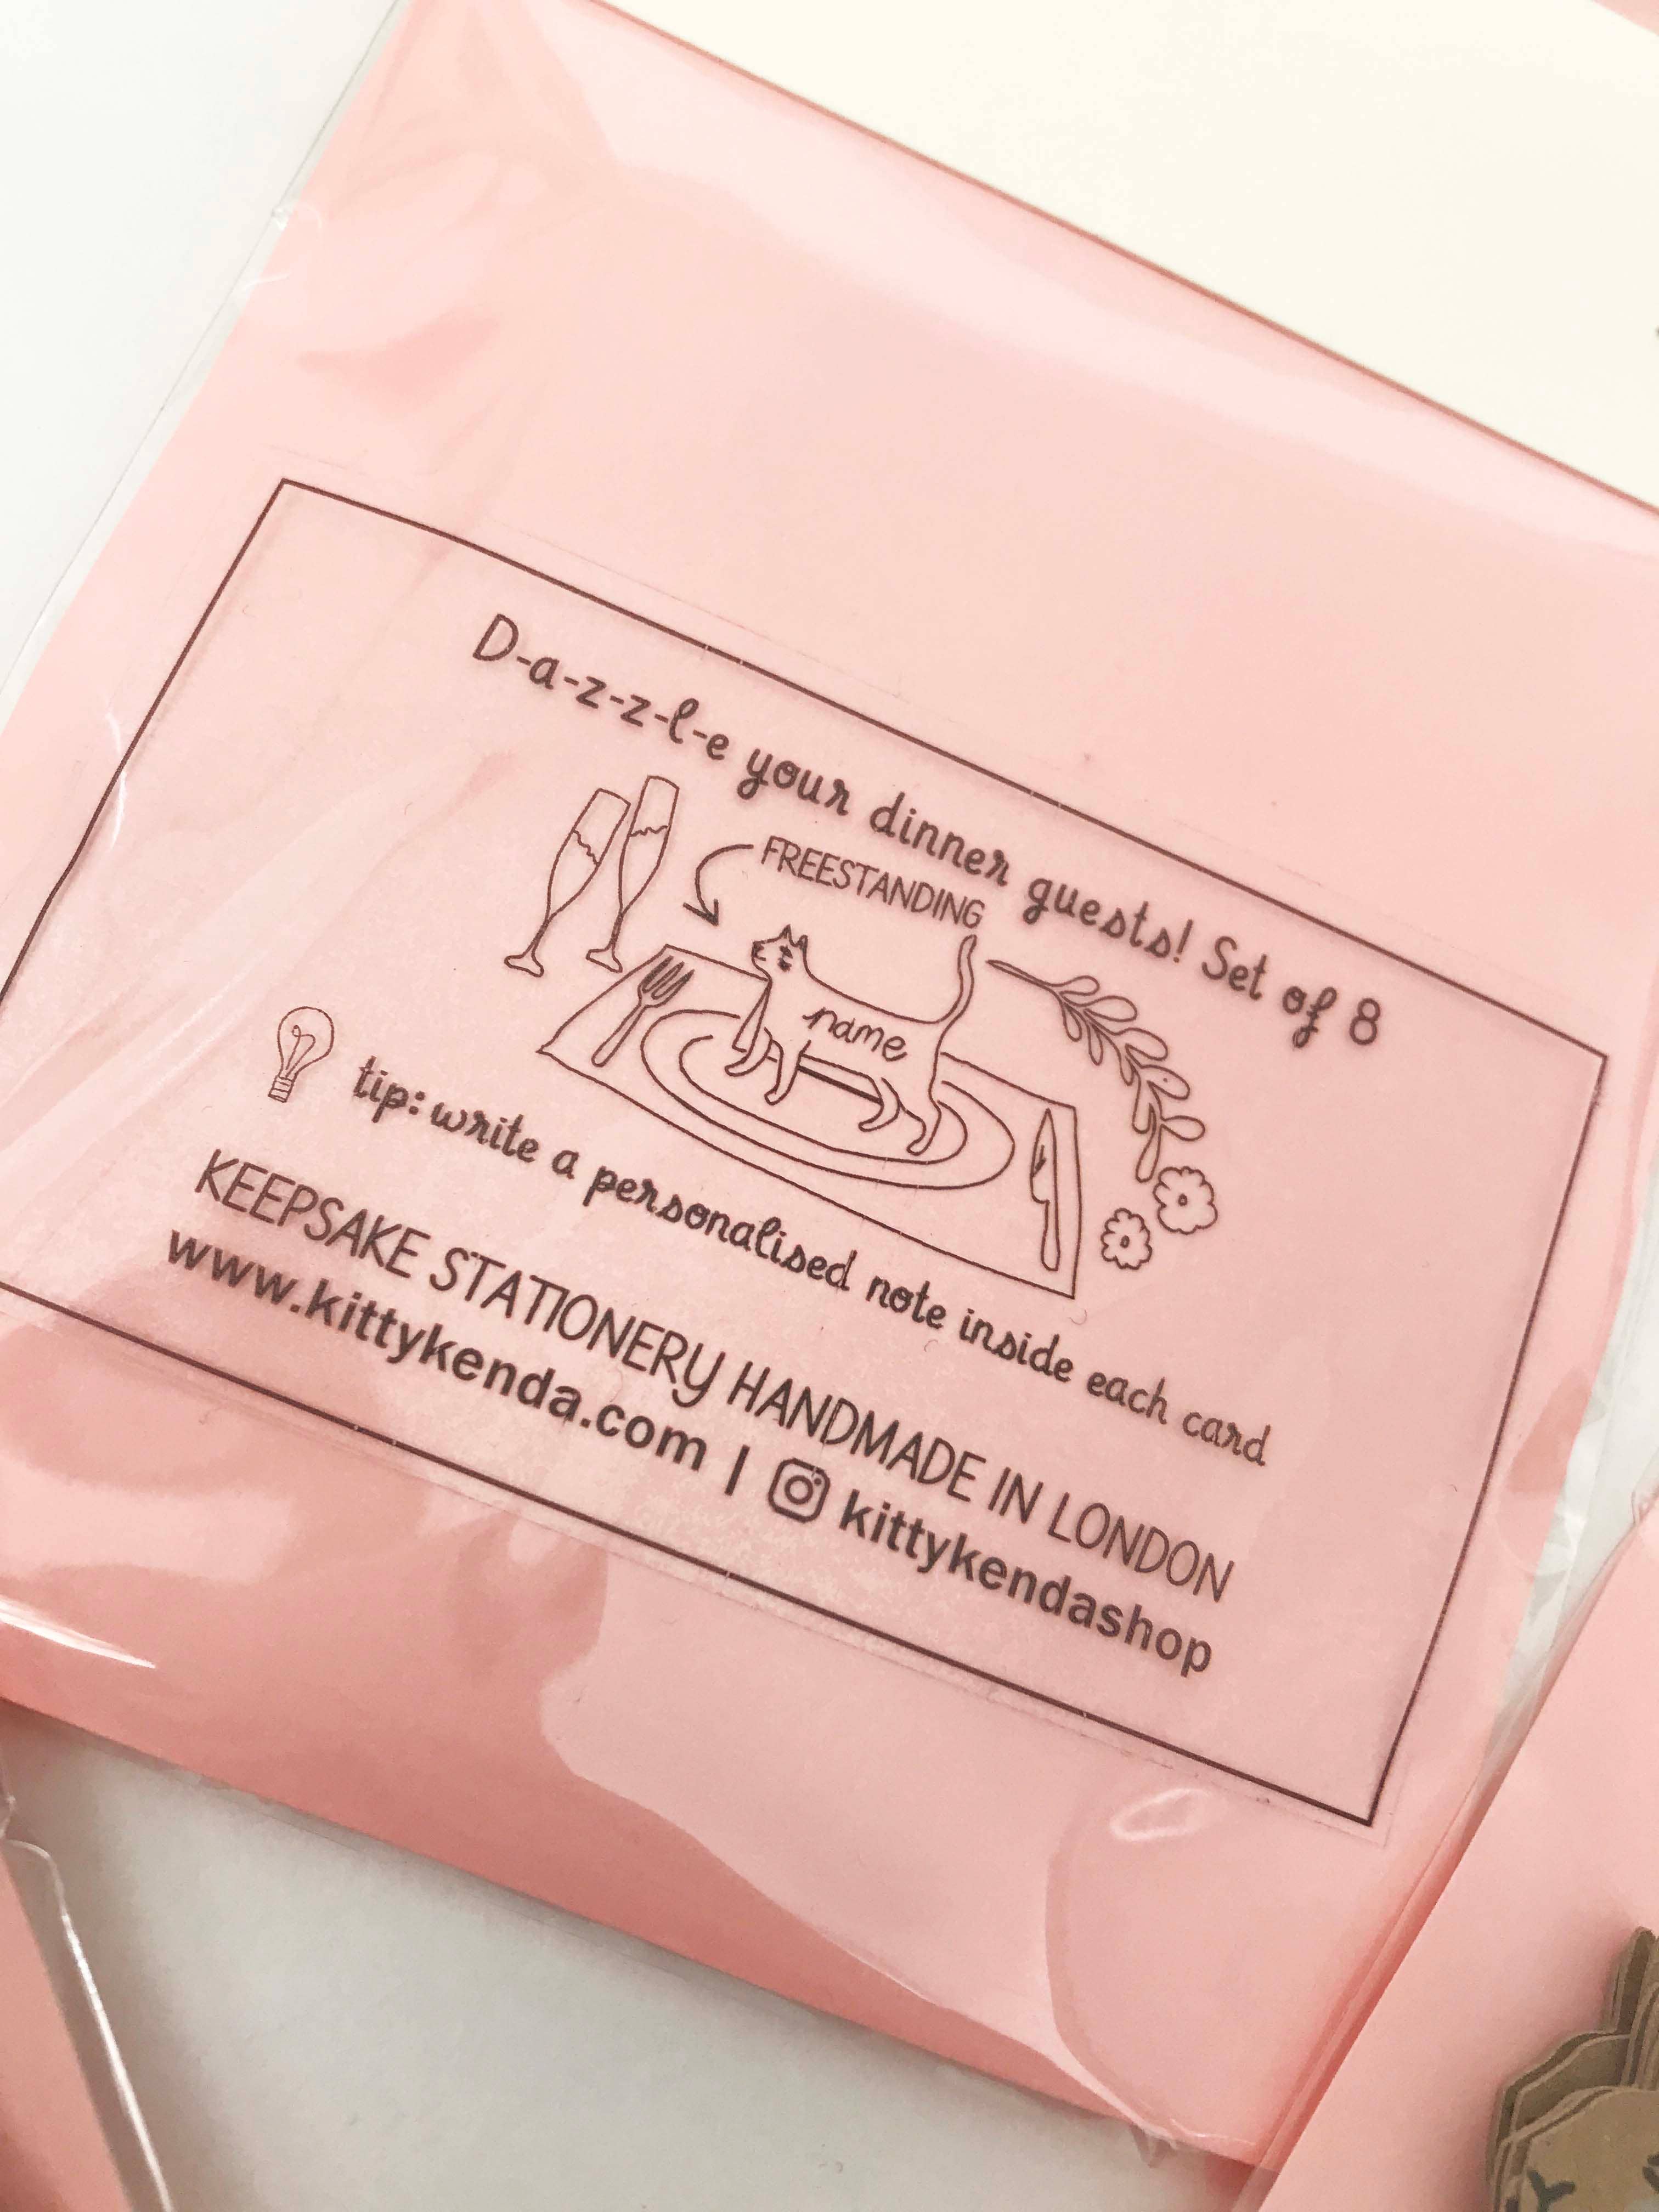 D-a-z-z-l-e your dinner guests! Set of 8
FREESTANDING
name
tip: write a personalised note inside each card
KEEPSAKE STATIONERY HANDMADE IN LONDON
www.kittykenda.com | kittykendashop